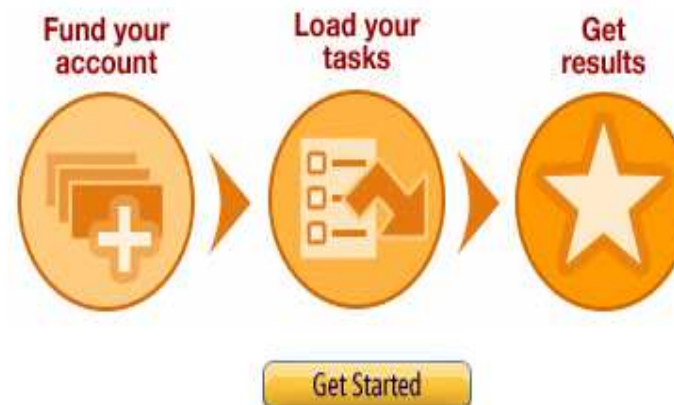 Fund your
account
Load your
tasks
Get
results
Get Started